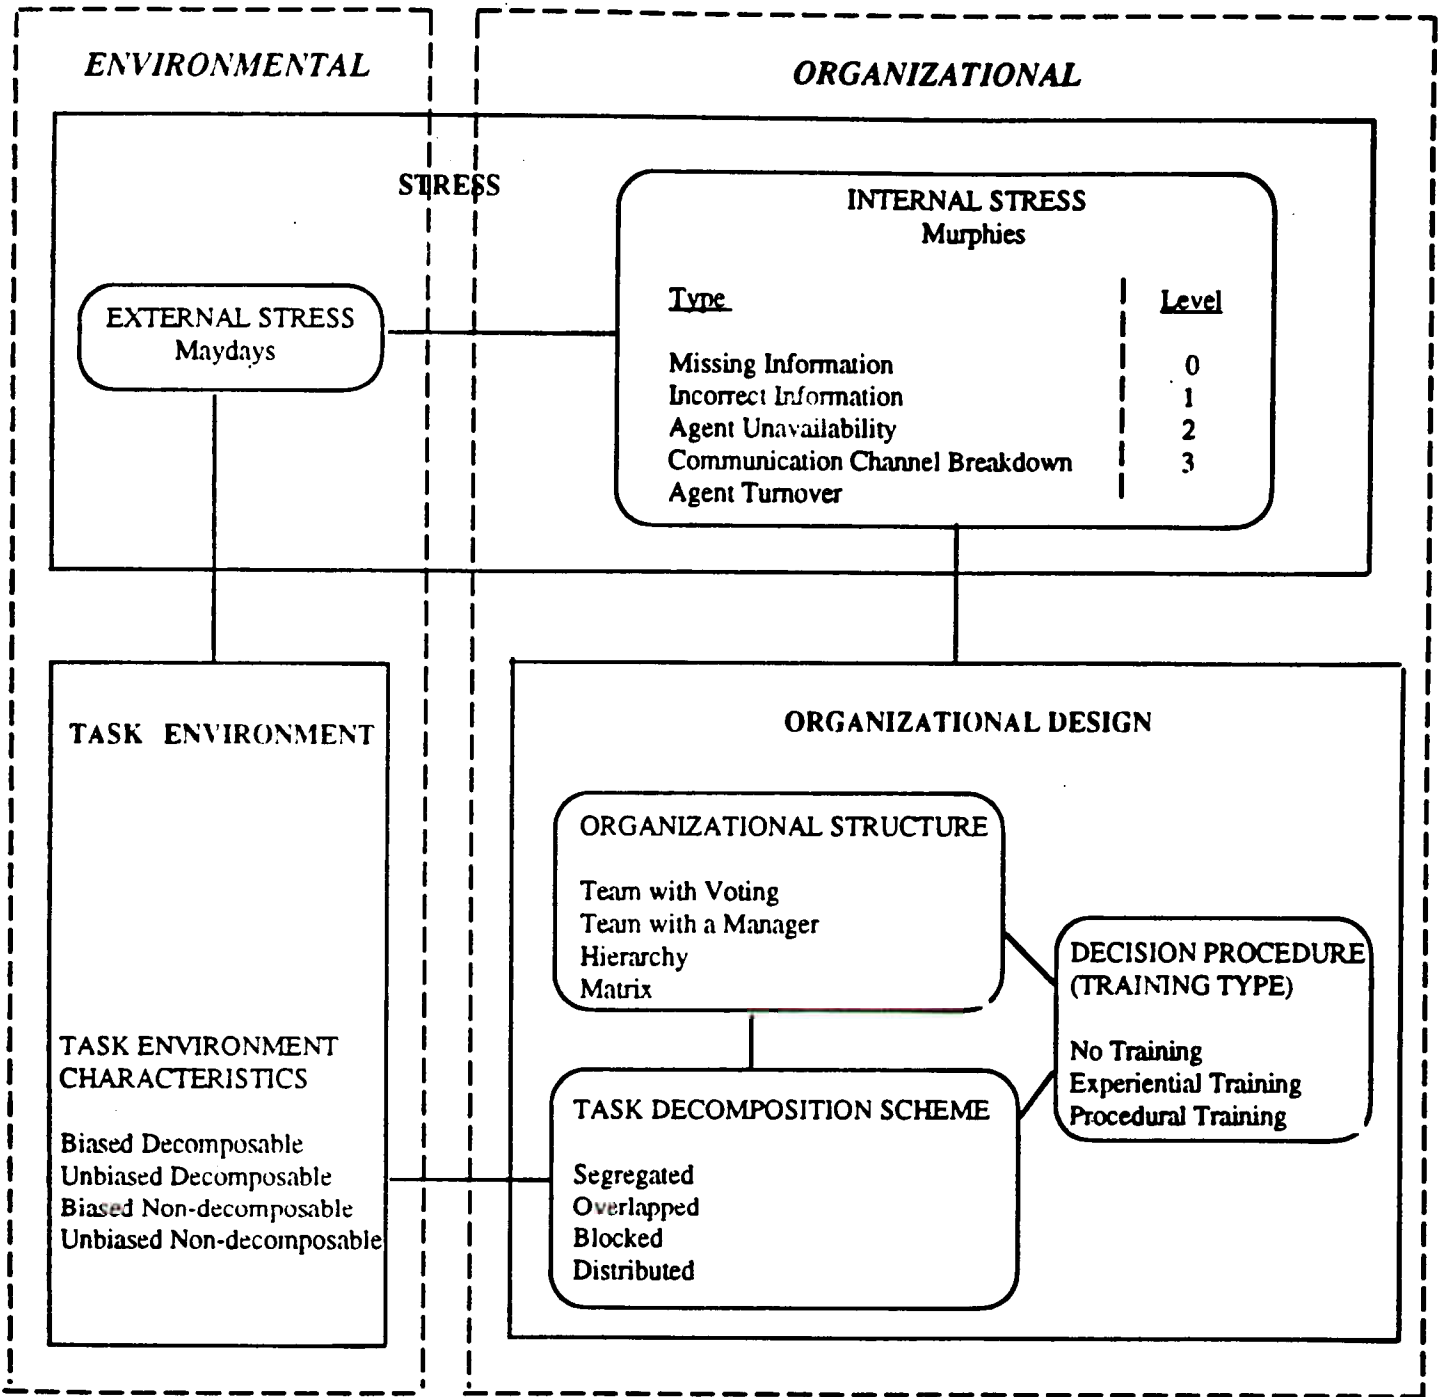 ENVIRONMENTAL
ORGANIZATIONAL
STRESS
INTERNAL STRESS
Murphies
Type
Level
Missing Information
0
Incorrect Information
1
Agent Unavailability
2
Communication Channel Breakdown
3
Agent Turnover
EXTERNAL STRESS
Maydays
TASK ENVIRONMENT
TASK ENVIRONMENT
CHARACTERISTICS
Biased Decomposable
Unbiased Decomposable
Biased Non-decomposable
Unbiased Non-decomposable
ORGANIZATIONAL DESIGN
ORGANIZATIONAL STRUCTURE
Team with Voting
Team with a Manager
Hierarchy
Matrix
DECISION PROCEDURE
(TRAINING TYPE)
No Training
Experiential Training
Procedural Training
TASK DECOMPOSITION SCHEME
Segregated
Overlapped
Blocked
Distributed